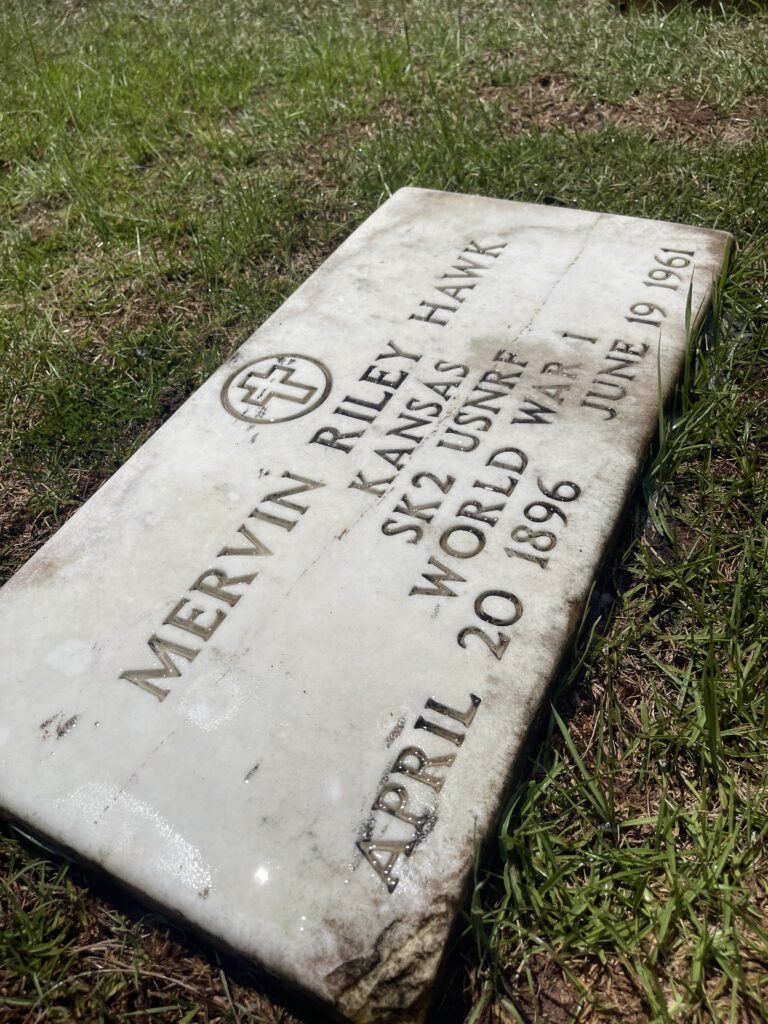 MERVIN RILEY HAWK
KANSAS
SK2 USNRF
WORLD WAR I
APRIL 20 1896 JUNE 19 1961